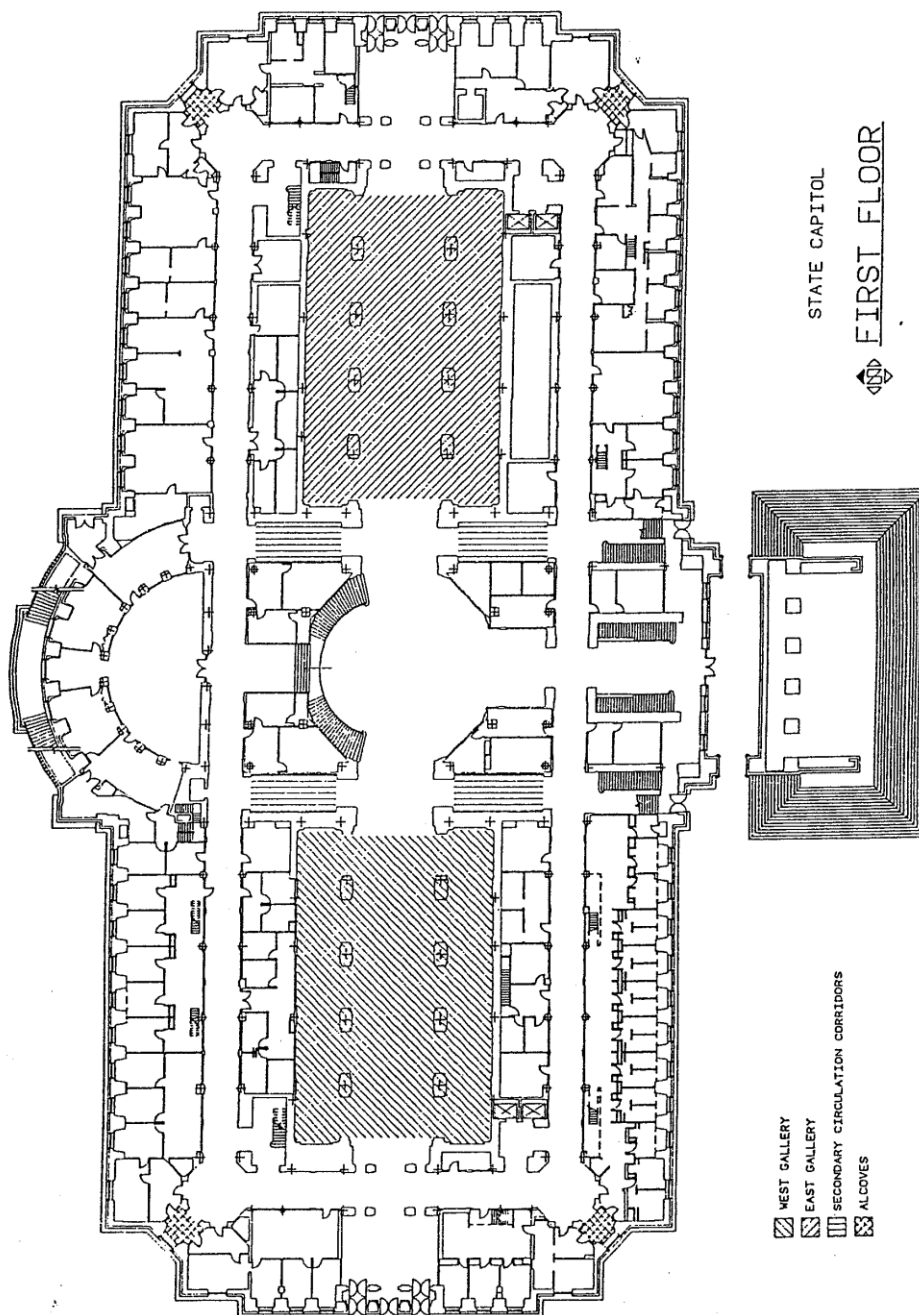 STATE CAPITOL
FIRST FLOOR
WEST GALLERY
EAST GALLERY
SECONDARY CIRCULATION CORRIDORS
ALCOVES